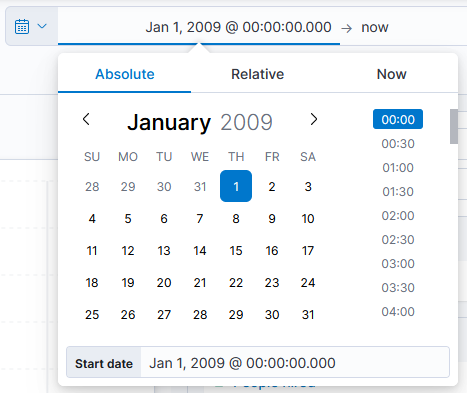 Jan 1, 2009 @ 00:00:00.000 → now
Absolute Relative Now
January 2009
SU MO TU WE TH FR SA
28 29 30 31 1 2 3
4 5 6 7 8 9 10
11 12 13 14 15 16 17
18 19 20 21 22 23 24
25 26 27 28 29 30 31
00:00
00:30
01:00
01:30
02:00
02:30
03:00
03:30
04:00
Start date Jan 1, 2009 @ 00:00:00.000
People hired